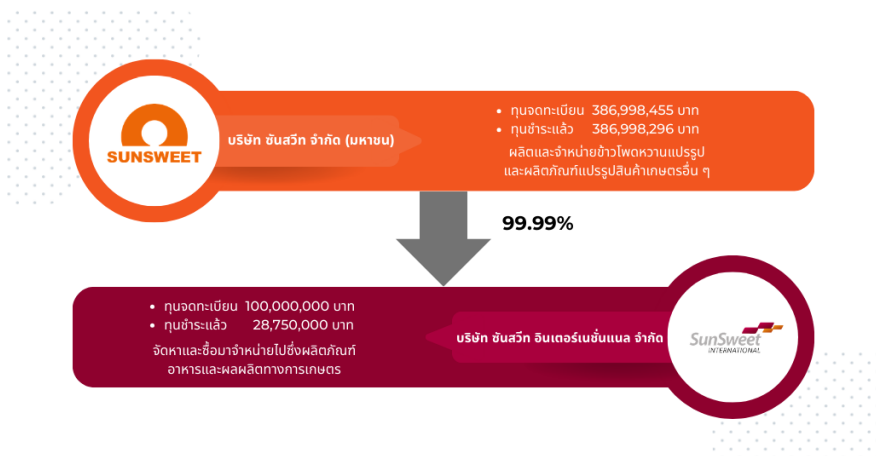 SUNSWEET
บริษัท ซันสวีท จำกัด (มหาชน)
• ทุนจดทะเบียน 386,998,455 บาท
• ทุนชำระแล้ว 386,998,296 บาท
ผลิตและจำหน่ายข้าวโพดหวานแปรรูป
และผลิตภัณฑ์แปรรูปสินค้าเกษตรอื่น ๆ
99.99%
• ทุนจดทะเบียน 100,000,000 บาท
• ทุนชำระแล้ว 28,750,000 บาท
จัดหาและซื้อมาจำหน่ายไปซึ่งผลิตภัณฑ์
อาหารและผลผลิตทางการเกษตร
บริษัท ซันสวีท อินเตอร์เนชั่นแนล จำกัด
SunSweet
INTERNATIONAL